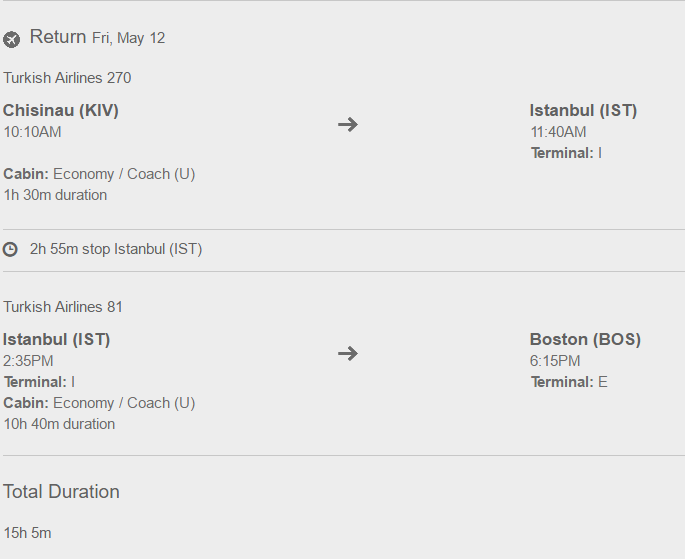 Return Fri, May 12
Turkish Airlines 270
Chisinau (KIV)
10:10AM
Istanbul (IST)
11:40AM
Terminal: I
Cabin: Economy / Coach (U)
1h 30m duration
2h 55m stop Istanbul (IST)
Turkish Airlines 81
Istanbul (IST)
2:35PM
Terminal: I
Boston (BOS)
6:15PM
Terminal: E
Cabin: Economy / Coach (U)
10h 40m duration
Total Duration
15h 5m